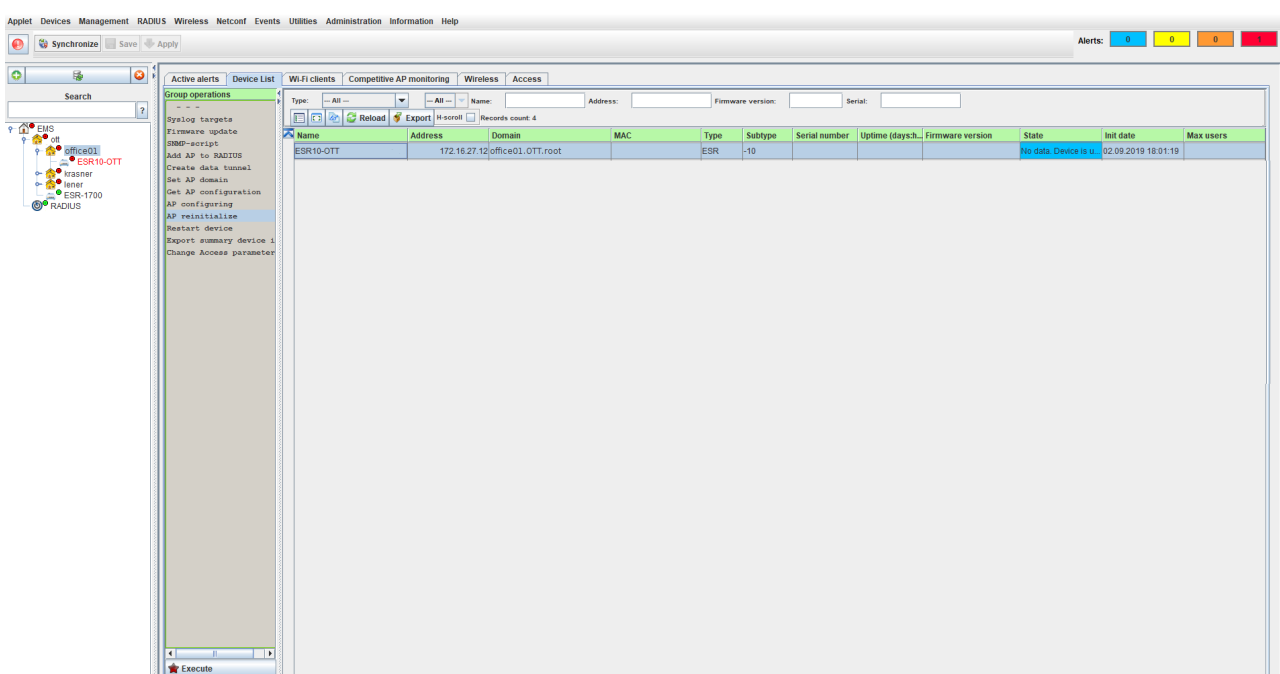 Applet Devices Management RADIUS Wireless Netconf Events Utilities Administration Information Help
Synchronize Save Apply
Alerts: 0 0 0 1
Search
?
EMS
ott
office01
ESR10-OTT
krasner
lener
ESR-1700
RADIUS
Active alerts Device List Wi-Fi clients Competitive AP monitoring Wireless Access
Group operations
- - -
Syslog targets
Firmware update
SNMP-script
Add AP to RADIUS
Create data tunnel
Set AP domain
Get AP configuration
AP configuring
AP reinitialize
Restart device
Export summary device i
Change Access parameter
Execute
Type: -- All -- -- All -- Name: Address: Firmware version: Serial:
Reload Export H-scroll Records count: 4
Name Address Domain MAC Type Subtype Serial number Uptime (days:h... Firmware version State Init date Max users
ESR10-OTT 172.16.27.12 office01.OTT.root ESR -10 No data. Device is u... 02.09.2019 18:01:19